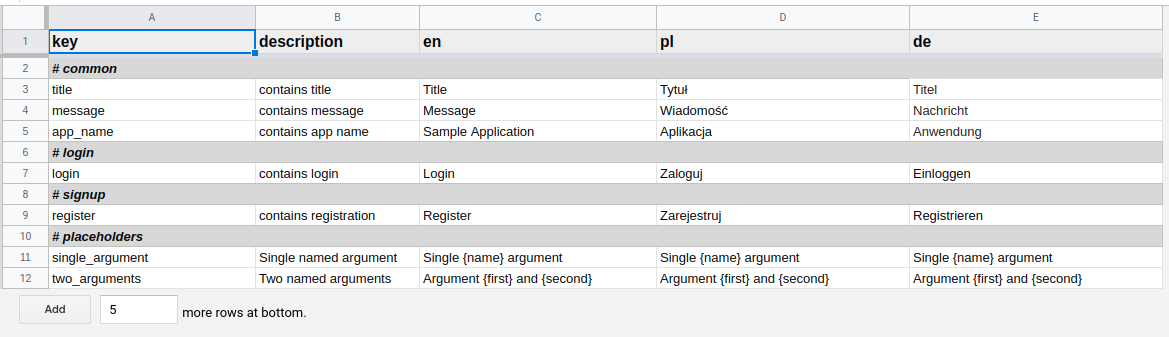 A B C D E
1 key description en pl de
2 # common
3 title contains title Title Tytuł Titel
4 message contains message Message Wiadomość Nachricht
5 app_name contains app name Sample Application Aplikacja Anwendung
6 # login
7 login contains login Login Zaloguj Einloggen
8 # signup
9 register contains registration Register Zarejestruj Registrieren
10 # placeholders
11 single_argument Single named argument Single {name} argument Single {name} argument Single {name} argument
12 two_arguments Two named arguments Argument {first} and {second} Argument {first} and {second} Argument {first} and {second}
Add 5 more rows at bottom.